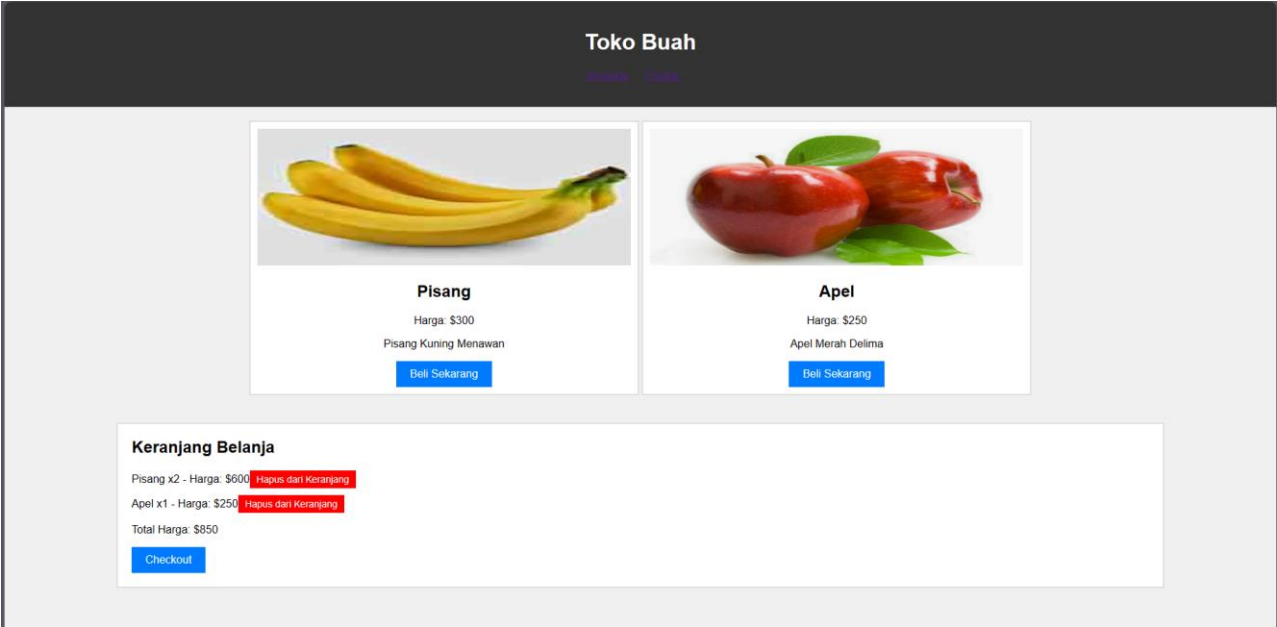 Toko Buah
Pisang
Harga: $300
Pisang Kuning Menawan
Beli Sekarang
Apel
Harga: $250
Apel Merah Delima
Beli Sekarang
Keranjang Belanja
Pisang x2 - Harga: $600 Hapus dari Keranjang
Apel x1 - Harga: $250 Hapus dari Keranjang
Total Harga: $850
Checkout